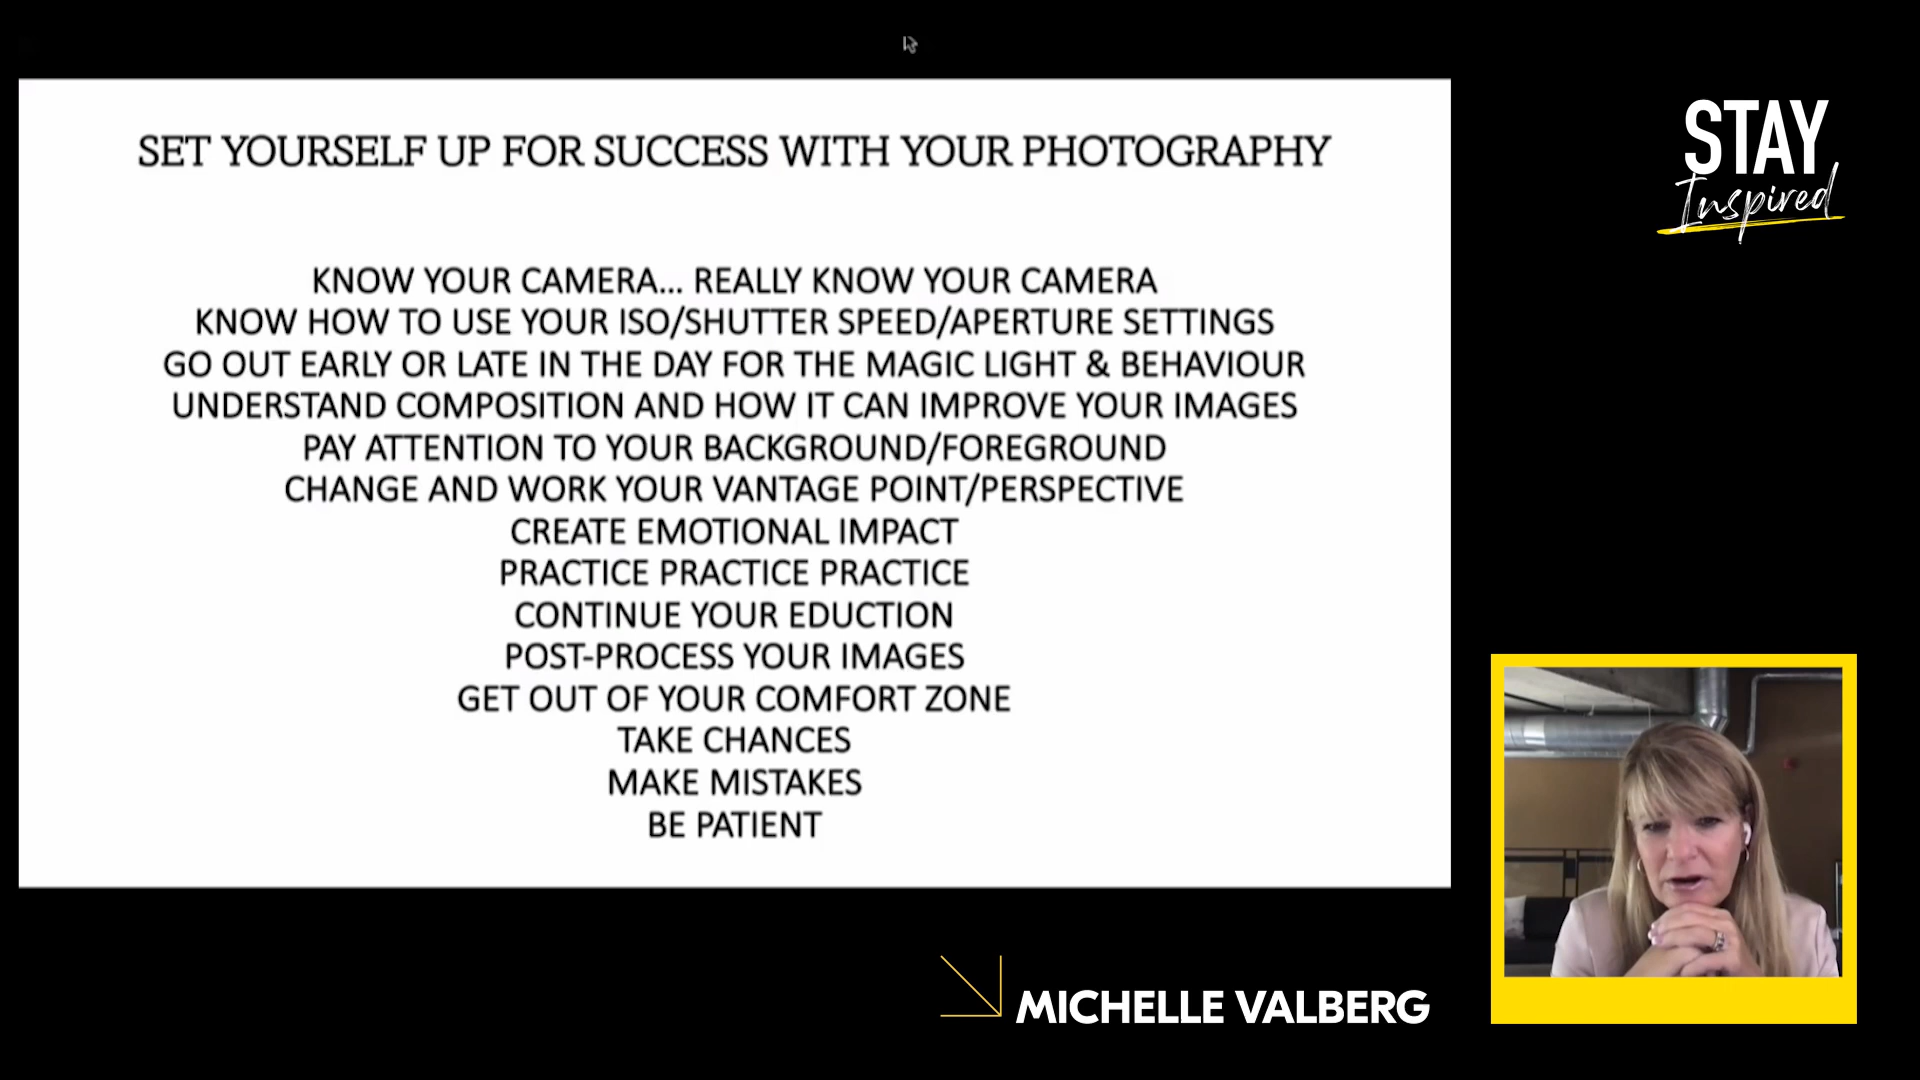 SET YOURSELF UP FOR SUCCESS WITH YOUR PHOTOGRAPHY
KNOW YOUR CAMERA... REALLY KNOW YOUR CAMERA
KNOW HOW TO USE YOUR ISO/SHUTTER SPEED/APERTURE SETTINGS
GO OUT EARLY OR LATE IN THE DAY FOR THE MAGIC LIGHT & BEHAVIOUR
UNDERSTAND COMPOSITION AND HOW IT CAN IMPROVE YOUR IMAGES
PAY ATTENTION TO YOUR BACKGROUND/FOREGROUND
CHANGE AND WORK YOUR VANTAGE POINT/PERSPECTIVE
CREATE EMOTIONAL IMPACT
PRACTICE PRACTICE PRACTICE
CONTINUE YOUR EDUCTION
POST-PROCESS YOUR IMAGES
GET OUT OF YOUR COMFORT ZONE
TAKE CHANCES
MAKE MISTAKES
BE PATIENT
STAY
Inspired
MICHELLE VALBERG